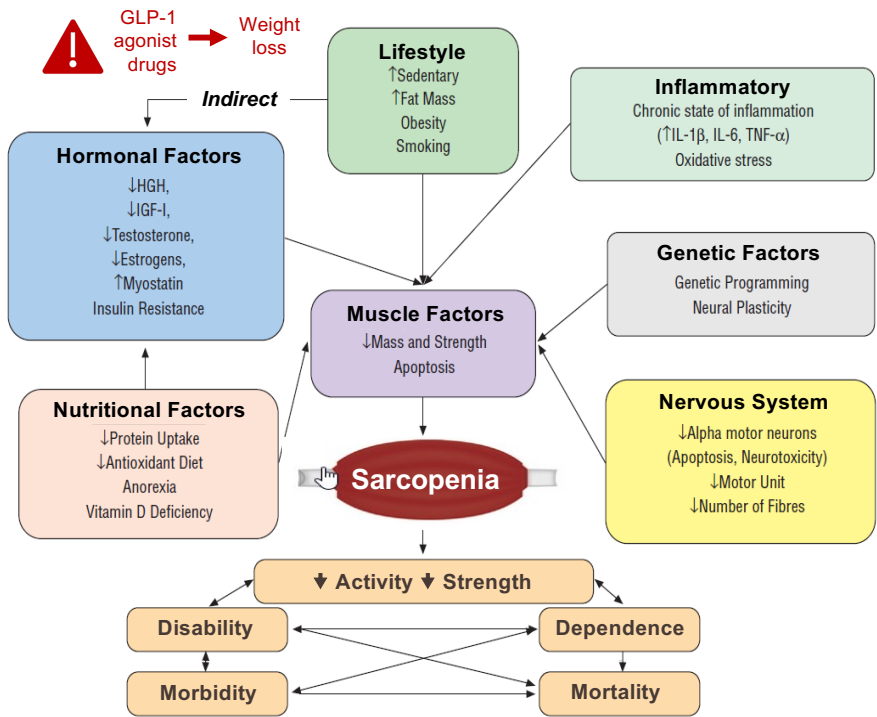 GLP-1
agonist
drugs
Weight
loss
Lifestyle
↑Sedentary
↑Fat Mass
Obesity
Smoking
Indirect
Inflammatory
Chronic state of inflammation
(↑IL-1β, IL-6, TNF-α)
Oxidative stress
Hormonal Factors
↓HGH,
↓IGF-I,
↓Testosterone,
↓Estrogens,
↑Myostatin
Insulin Resistance
Genetic Factors
Genetic Programming
Neural Plasticity
Muscle Factors
↓Mass and Strength
Apoptosis
Nutritional Factors
↓Protein Uptake
↓Antioxidant Diet
Anorexia
Vitamin D Deficiency
Nervous System
↓Alpha motor neurons
(Apoptosis, Neurotoxicity)
↓Motor Unit
↓Number of Fibres
Sarcopenia
↓ Activity ↓ Strength
Disability
Dependence
Morbidity
Mortality